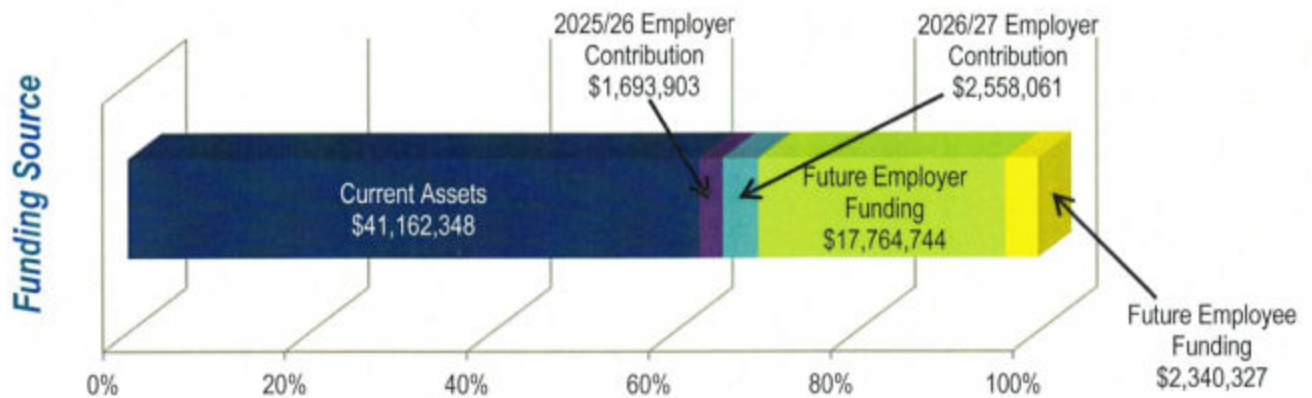 2025/26 Employer
Contribution
$1,693,903
2026/27 Employer
Contribution
$2,558,061
Funding Source
Current Assets
$41,162,348
Future Employer
Funding
$17,764,744
Future Employee
Funding
$2,340,327
0%
20%
40%
60%
80%
100%